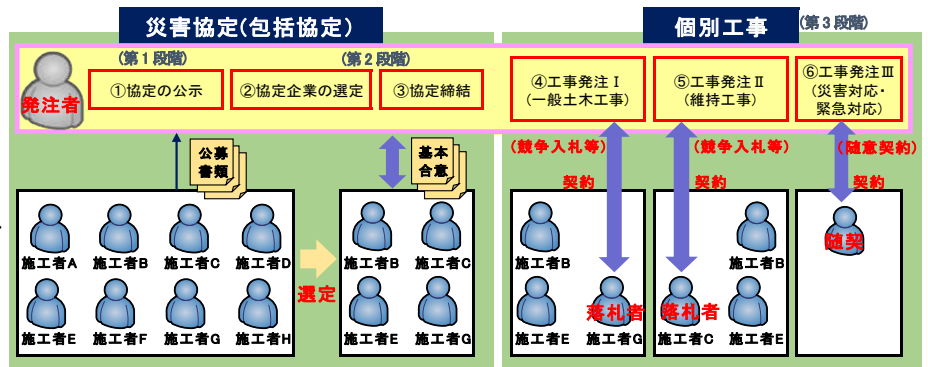 災害協定(包括協定)
個別工事
(第1段階)
(第2段階)
(第3段階)
発注者
①協定の公示
②協定企業の選定
③協定締結
④工事発注Ⅰ
(一般土木工事)
⑤工事発注Ⅱ
(維持工事)
⑥工事発注Ⅲ
(災害対応・
緊急対応)
公募
書類
基本
合意
(競争入札等)
(競争入札等)
(随意契約)
契約
契約
契約
施工者A
施工者B
施工者C
施工者D
施工者E
施工者F
施工者G
施工者H
選定
施工者B
施工者C
施工者E
施工者G
施工者B
施工者E
落札者
施工者G
施工者B
落札者
施工者C
施工者E
随契